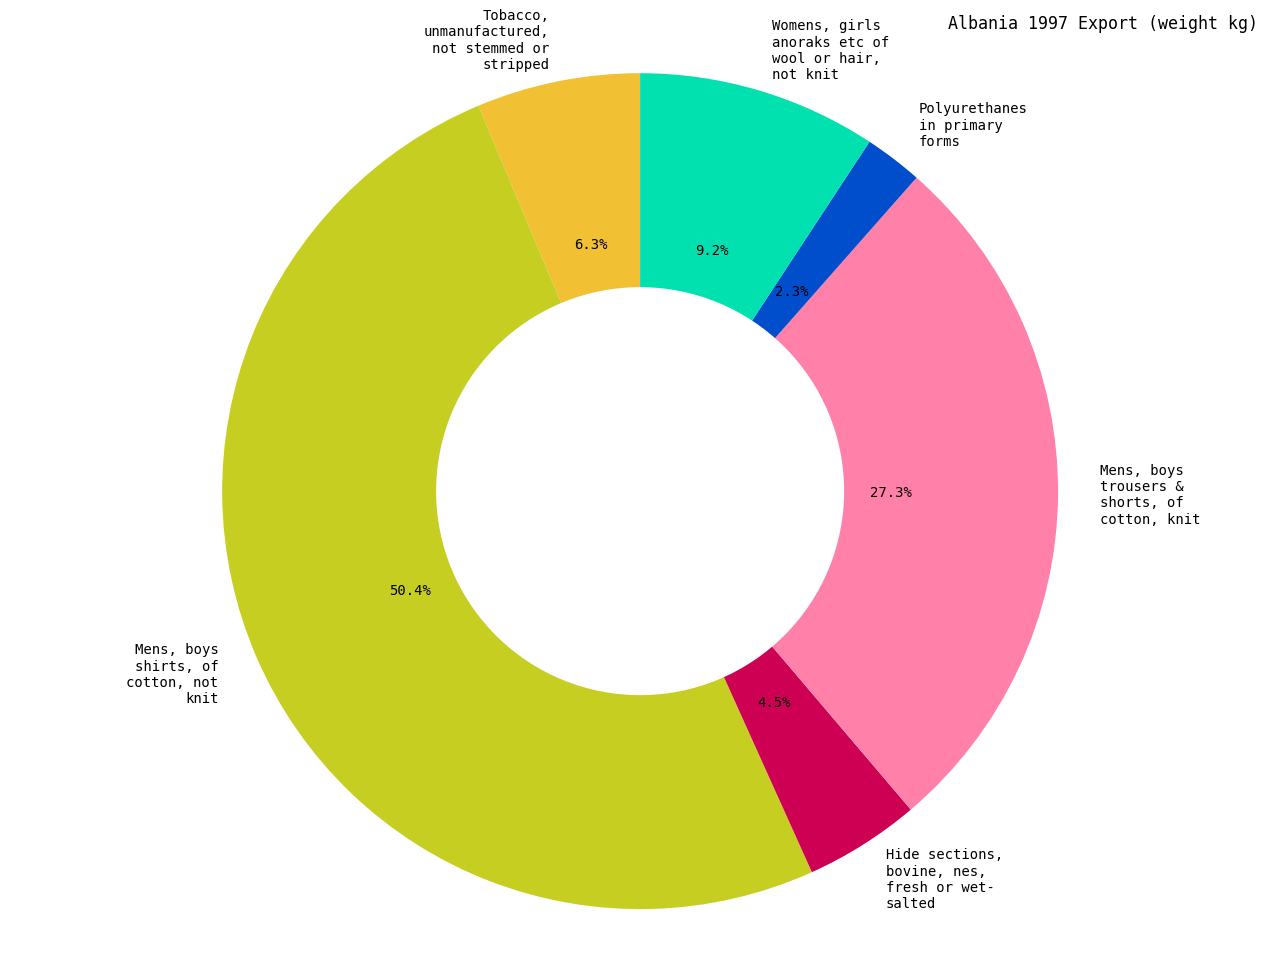 Albania 1997 Export (weight kg)
Tobacco,
unmanufactured,
not stemmed or
stripped
Womens, girls
anoraks etc of
wool or hair,
not knit
Polyurethanes
in primary
forms
6.3%
9.2%
2.3%
27.3%
Mens, boys
trousers &
shorts, of
cotton, knit
50.4%
Mens, boys
shirts, of
cotton, not
knit
4.5%
Hide sections,
bovine, nes,
fresh or wet-
salted